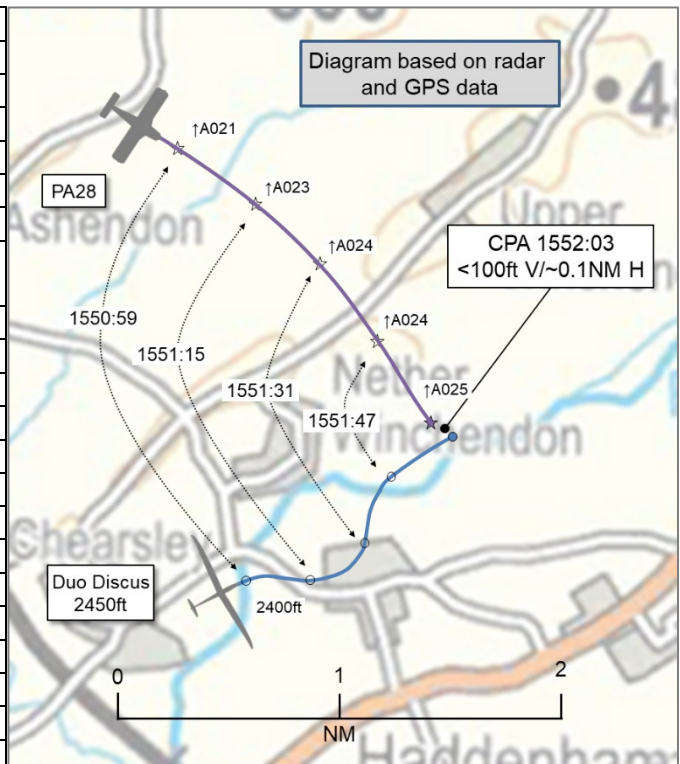 Diagram based on radar
and GPS data
↑A021
PA28
↑A023
Ashendon
Upper
↑A024
CPA 1552:03
<100ft V/~0.1NM H
1550:59
↑A024
1551:15
Nether
1551:31
↑A025
1551:47
Winchendon
Chearsley
Duo Discus
2450ft
2400ft
0 1 2
NM
Haddenham